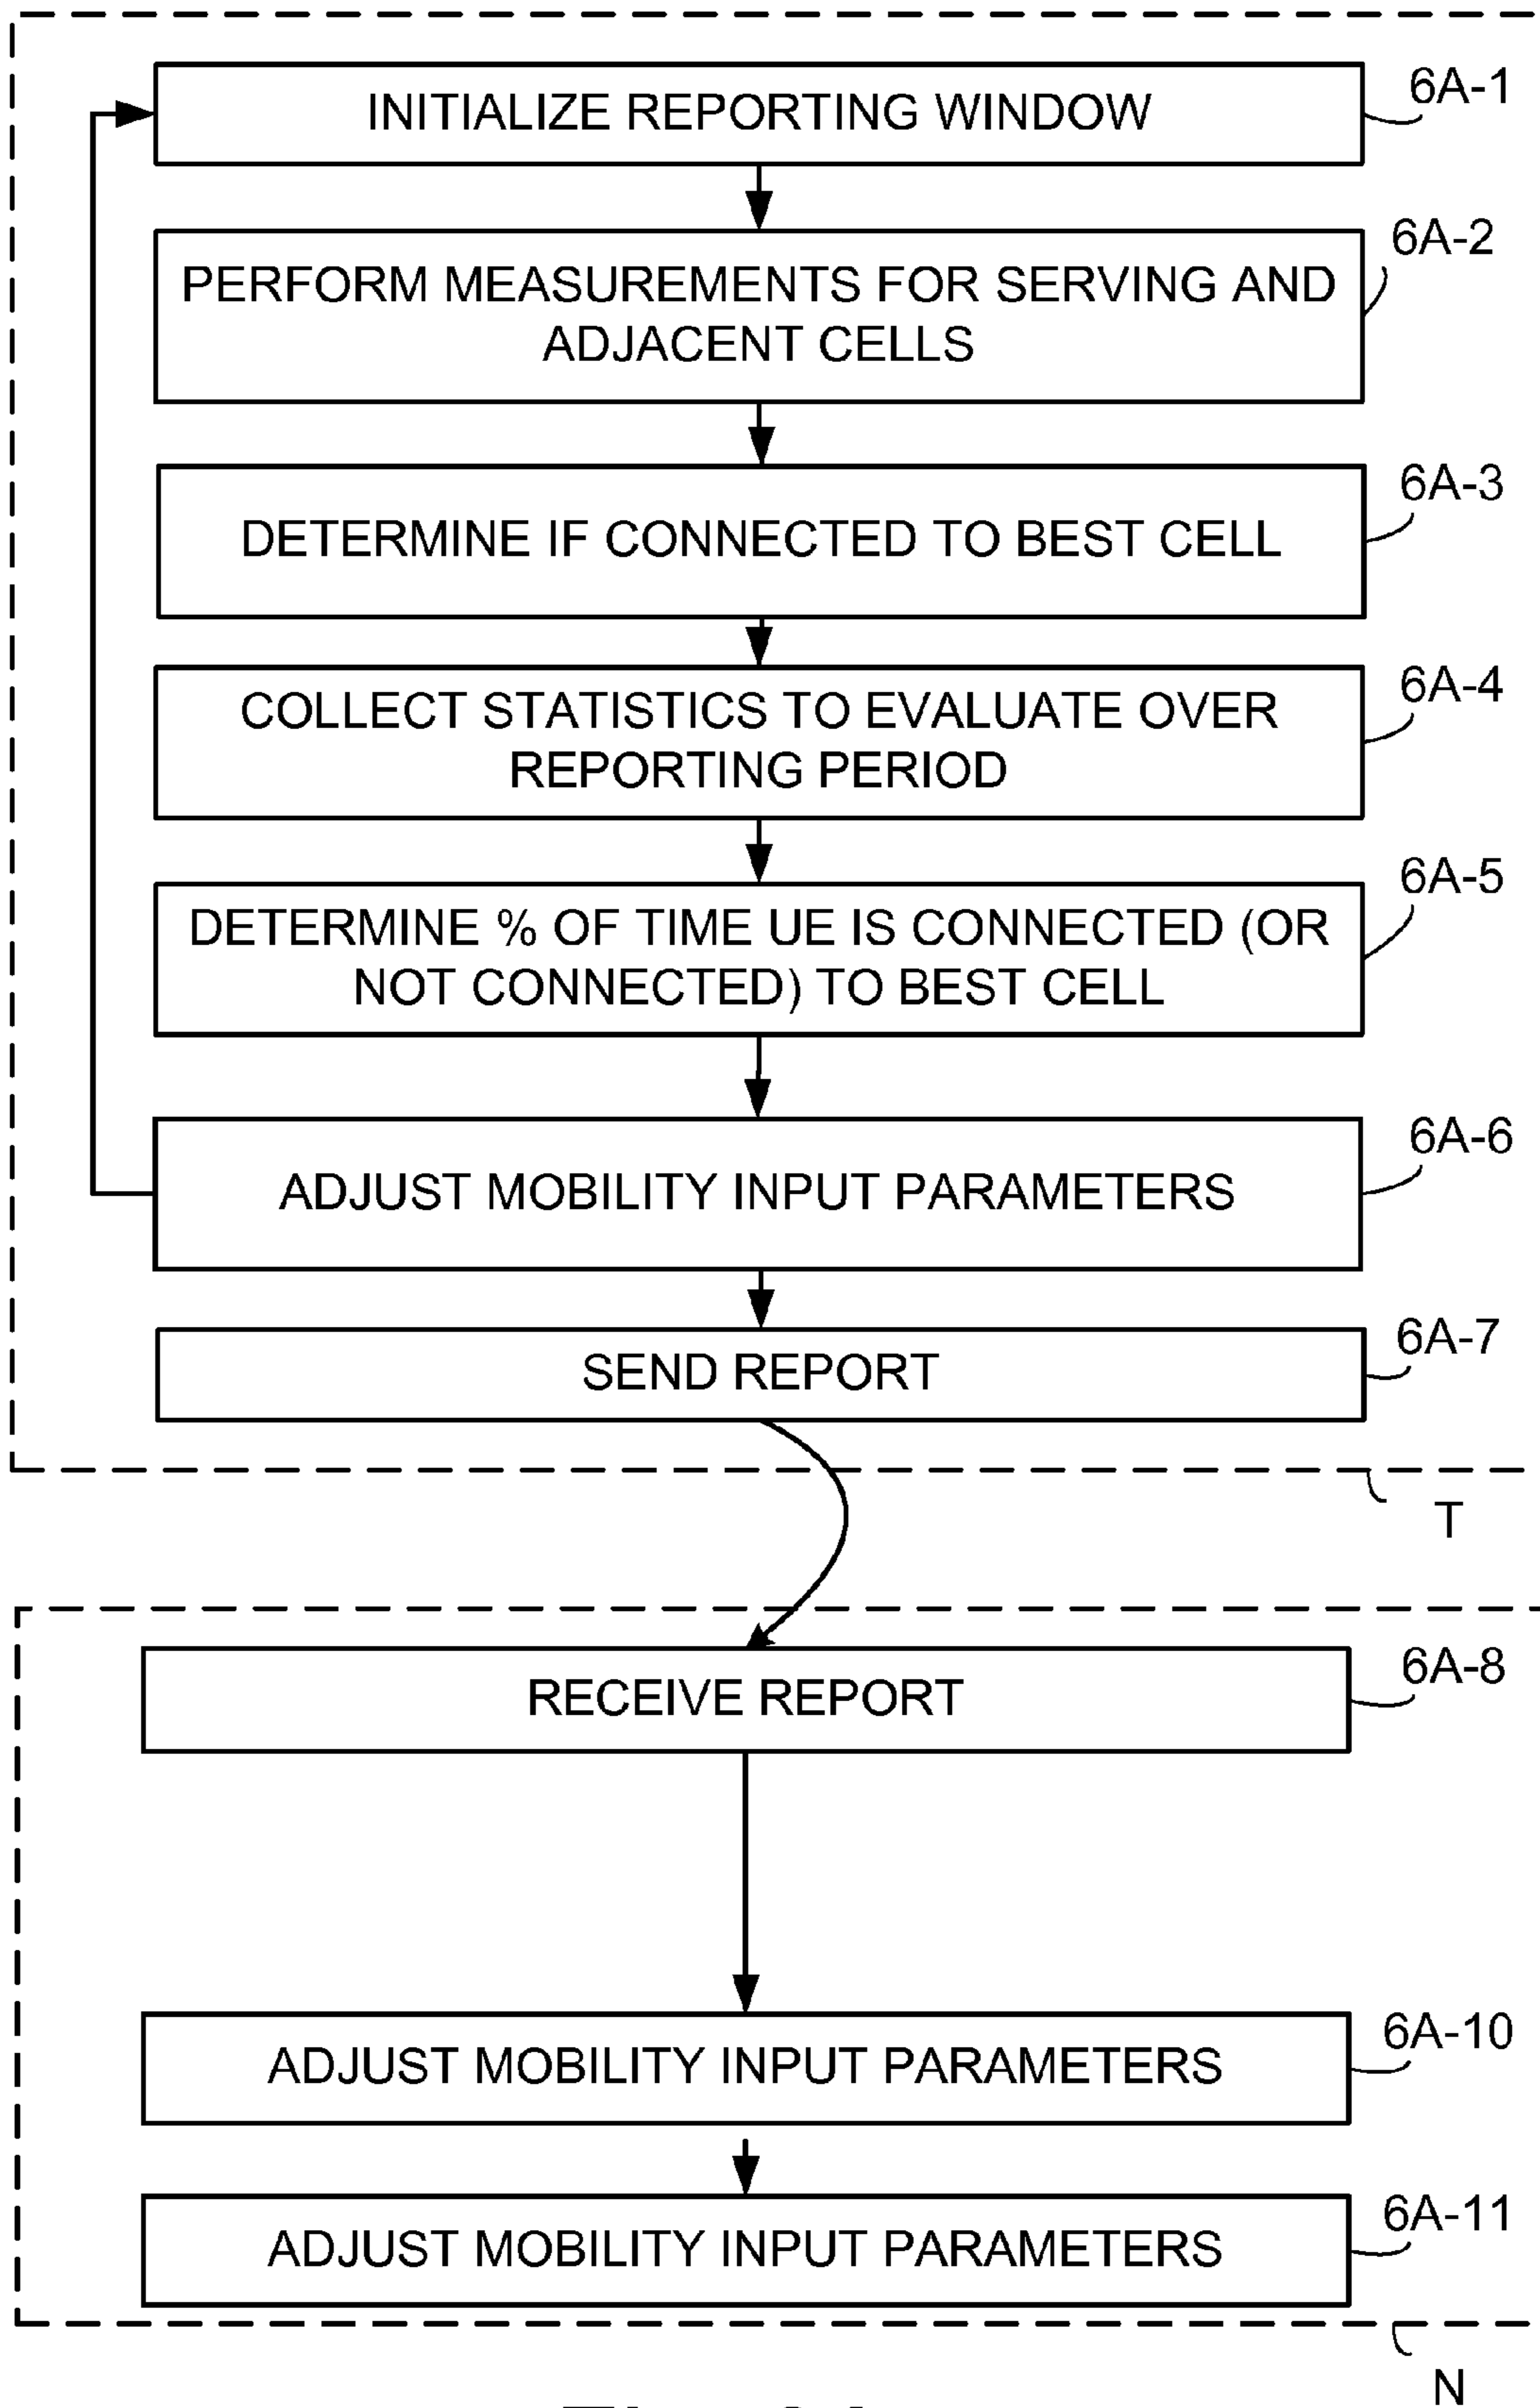 INITIALIZE REPORTING WINDOW
6A-1
PERFORM MEASUREMENTS FOR SERVING AND
ADJACENT CELLS
6A-2
DETERMINE IF CONNECTED TO BEST CELL
6A-3
COLLECT STATISTICS TO EVALUATE OVER
REPORTING PERIOD
6A-4
DETERMINE % OF TIME UE IS CONNECTED (OR
NOT CONNECTED) TO BEST CELL
6A-5
ADJUST MOBILITY INPUT PARAMETERS
6A-6
SEND REPORT
6A-7
T
RECEIVE REPORT
6A-8
ADJUST MOBILITY INPUT PARAMETERS
6A-10
ADJUST MOBILITY INPUT PARAMETERS
6A-11
N